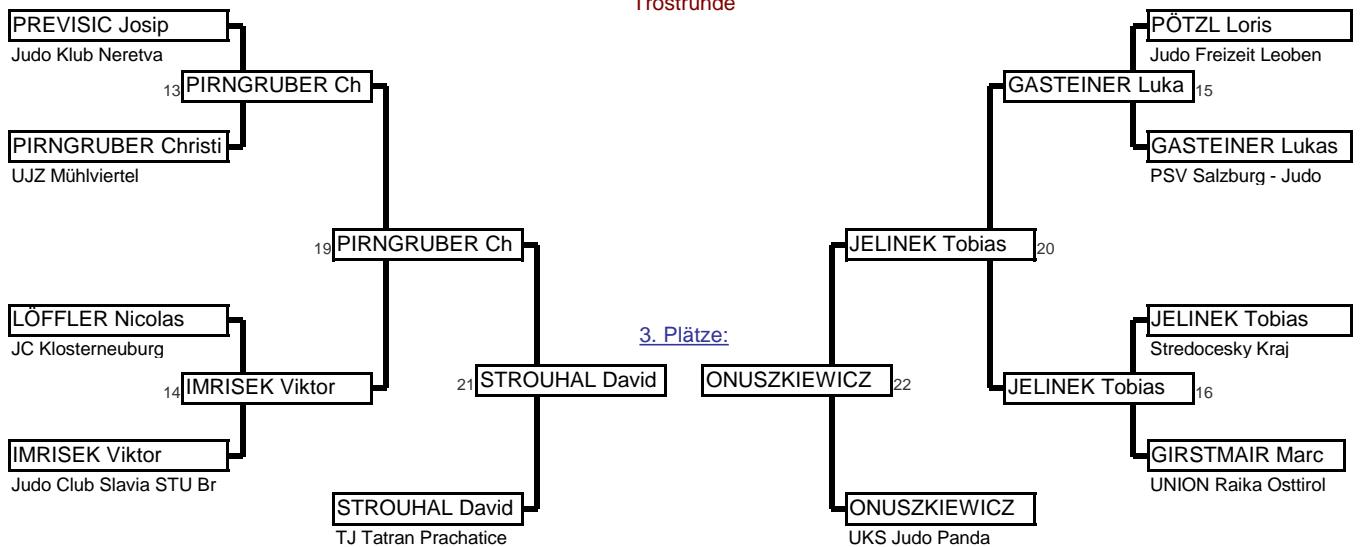 Trostrunde
PREVISIC Josip
Judo Klub Neretva
13 PIRNGRUBER Ch
PIRNGRUBER Christi
UJZ Mühlviertel
19 PIRNGRUBER Ch
LÖFFLER Nicolas
JC Klosterneuburg
14 IMRISEK Viktor
IMRISEK Viktor
Judo Club Slavia STU Br
21 STROUHAL David
STROUHAL David
TJ Tatran Prachatice
3. Plätze:
PÖTZL Loris
Judo Freizeit Leoben
GASTEINER Luka 15
GASTEINER Lukas
PSV Salzburg - Judo
JELINEK Tobias 20
JELINEK Tobias
Stredocesky Kraj
JELINEK Tobias 16
GIRSTMAIR Marc
UNION Raika Osttirol
ONUSZKIEWICZ 22
ONUSZKIEWICZ
UKS Judo Panda